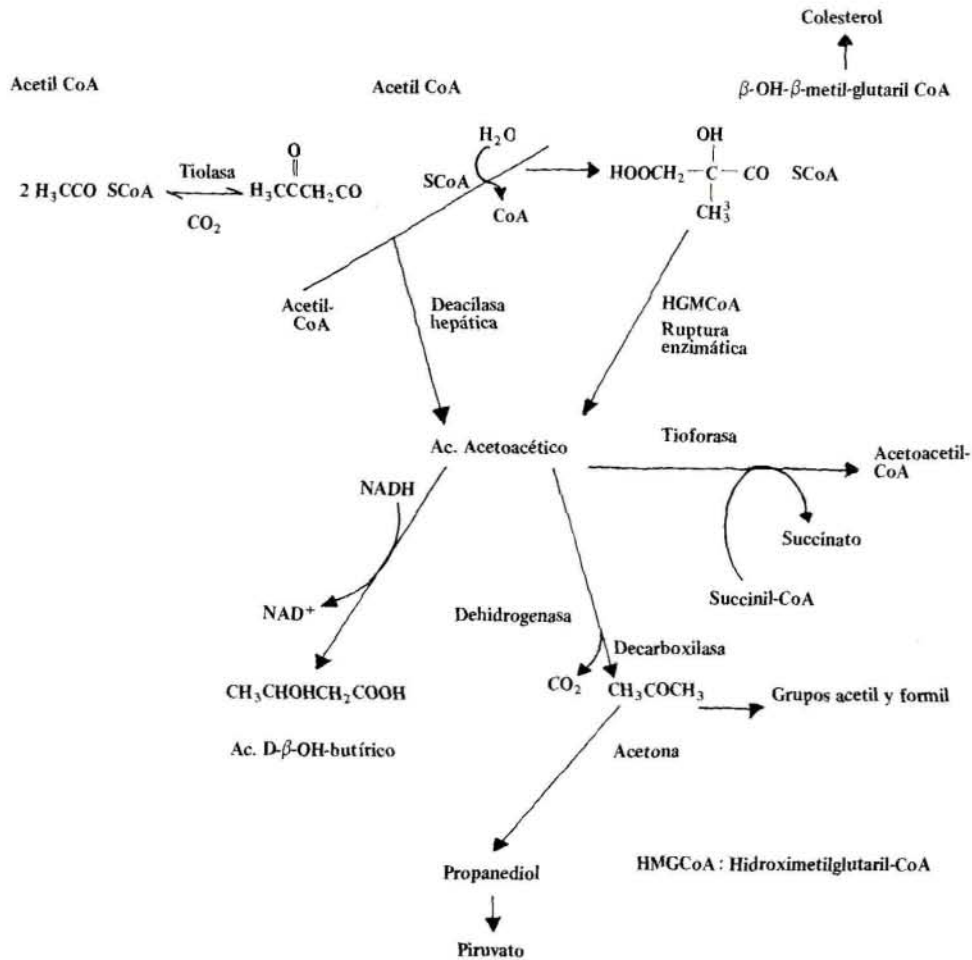 Colesterol
Acetil CoA
Acetil CoA
β-OH-β-metil-glutaril CoA
H₂O
OH
O
Tiolasa
2 H₃CCO SCoA
H₃CCCH₂CO
SCoA
HOOCH₂ — C — CO SCoA
CO₂
CoA
CH₃³
Acetil-
CoA
Deacilasa
hepática
HGMCoA
Ruptura
enzimática
Ac. Acetoacético
Tioforasa
Acetoacetil-
CoA
NADH
Succinato
NAD⁺
Dehidrogenasa
Succinil-CoA
Decarboxilasa
CO₂
CH₃CHOHCH₂COOH
CH₃COCH₃
Grupos acetil y formil
Ac. D-β-OH-butírico
Acetona
Propanediol
HMGCoA : Hidroximetilglutaril-CoA
Piruvato